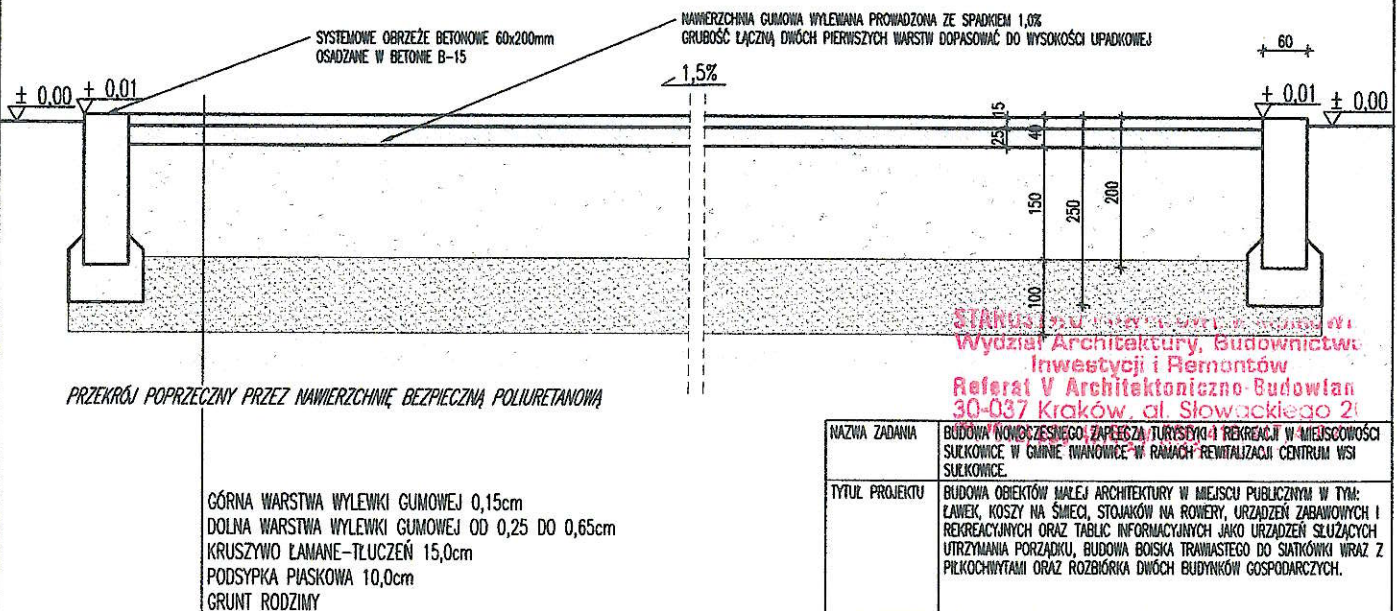 SYSTEMOWE OBRZEŻE BETONOWE 60x200mm
OSADZANE W BETONIE B-15
NAWIERZCHNIA GUMOWA WYLEWANA PROWADZONA ZE SPADKIEM 1,0%
GRUBOŚĆ ŁĄCZNĄ DWÓCH PIERWSZYCH WARSTW DOPASOWAĆ DO WYSOKOŚCI UPADKOWEJ
60
± 0,00
+ 0,01
1,5%
+ 0,01
± 0,00
15
25
40
150
250
200
100
Wydział Architektury, Budownictwa
Inwestycji i Remontów
Referat V Architektoniczno-Budowlan
30-037 Kraków, al. Słowackiego 2
PRZEKRÓJ POPRZECZNY PRZEZ NAWIERZCHNIĘ BEZPIECZNĄ POLIURETANOWĄ
GÓRNA WARSTWA WYLEWKI GUMOWEJ 0,15cm
DOLNA WARSTWA WYLEWKI GUMOWEJ OD 0,25 DO 0,65cm
KRUSZYWO ŁAMANE-TŁUCZEŃ 15,0cm
PODSYPKA PIASKOWA 10,0cm
GRUNT RODZIMY
NAZWA ZADANIA
BUDOWA NOWOCZESNEGO ZAPLECZA TURYSTYKI I REKREACJI W MIEJSCOWOŚCI
SUŁKOWICE W GMINIE IWANOWICE W RAMACH REWITALIZACJI CENTRUM WSI
SUŁKOWICE.
TYTUŁ PROJEKTU
BUDOWA OBIEKTÓW MAŁEJ ARCHITEKTURY W MIEJSCU PUBLICZNYM W TYM:
ŁAWEK, KOSZY NA ŚMIECI, STOJAKÓW NA ROWERY, URZĄDZEŃ ZABAWOWYCH I
REKREACYJNYCH ORAZ TABLIC INFORMACYJNYCH JAKO URZĄDZEŃ SŁUŻĄCYCH
UTRZYMANIA PORZĄDKU, BUDOWA BOISKA TRAWIASTEGO DO SIATKÓWKI WRAZ Z
PIŁKOCHWYTAMI ORAZ ROZBIÓRKA DWÓCH BUDYNKÓW GOSPODARCZYCH.